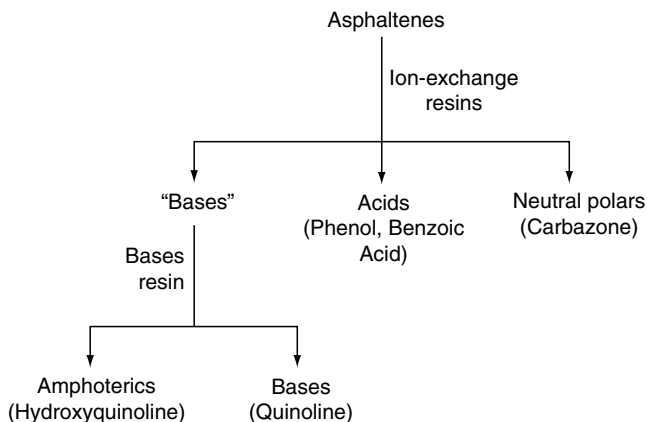 Asphaltenes
Ion-exchange
resins
“Bases”
Acids
(Phenol, Benzoic
Acid)
Neutral polars
(Carbazone)
Bases
resin
Amphoterics
(Hydroxyquinoline)
Bases
(Quinoline)